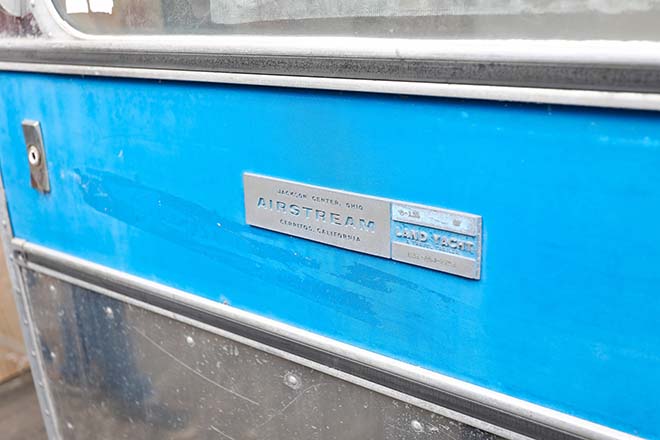 JACKSON CENTER, OHIO
AIRSTREAM
CERRITOS, CALIFORNIA
LAND YACHT